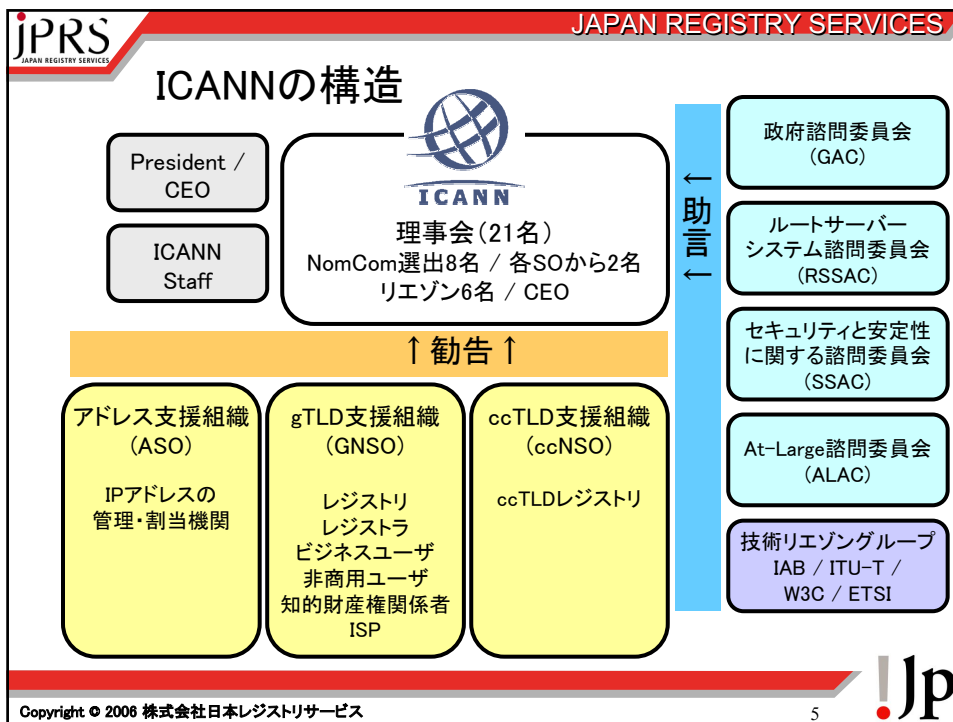 JPRS
JAPAN REGISTRY SERVICES
JAPAN REGISTRY SERVICES
ICANNの構造
President /
CEO
ICANN
Staff
ICANN
理事会(21名)
NomCom選出8名 / 各SOから2名
リエゾン6名 / CEO
↑勧告↑
アドレス支援組織
(ASO)
IPアドレスの
管理・割当機関
gTLD支援組織
(GNSO)
レジストリ
レジストラ
ビジネスユーザ
非商用ユーザ
知的財産権関係者
ISP
ccTLD支援組織
(ccNSO)
ccTLDレジストリ
←助言←
政府諮問委員会
(GAC)
ルートサーバー
システム諮問委員会
(RSSAC)
セキュリティと安定性
に関する諮問委員会
(SSAC)
At-Large諮問委員会
(ALAC)
技術リエゾングループ
IAB / ITU-T /
W3C / ETSI
Copyright © 2006 株式会社日本レジストリサービス
5
!Jp